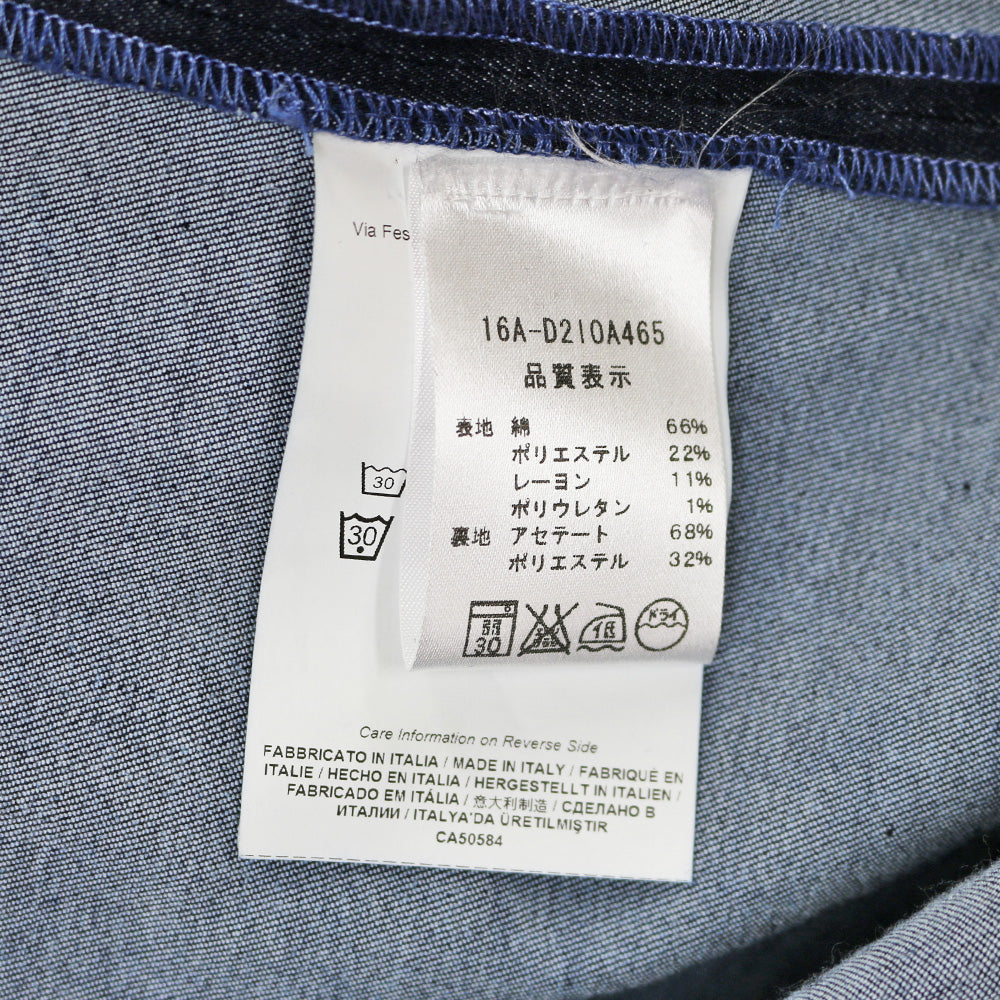 Via Fes
16A-D210A465
品質表示
表地 綿 66%
ポリエステル 22%
レーヨン 11%
ポリウレタン 1%
裏地 アセテート 68%
ポリエステル 32%
30
30
30
ドライ
Care Information on Reverse Side
FABBRICATO IN ITALIA / MADE IN ITALY / FABRIQUÉ EN
ITALIE / HECHO EN ITALIA / HERGESTELLT IN ITALIEN /
FABRICADO EM ITÁLIA / 意大利制造 / СДЕЛАНО В
ИТАЛИИ / ITALYA'DA ÜRETILMIŞTIR
CA50584